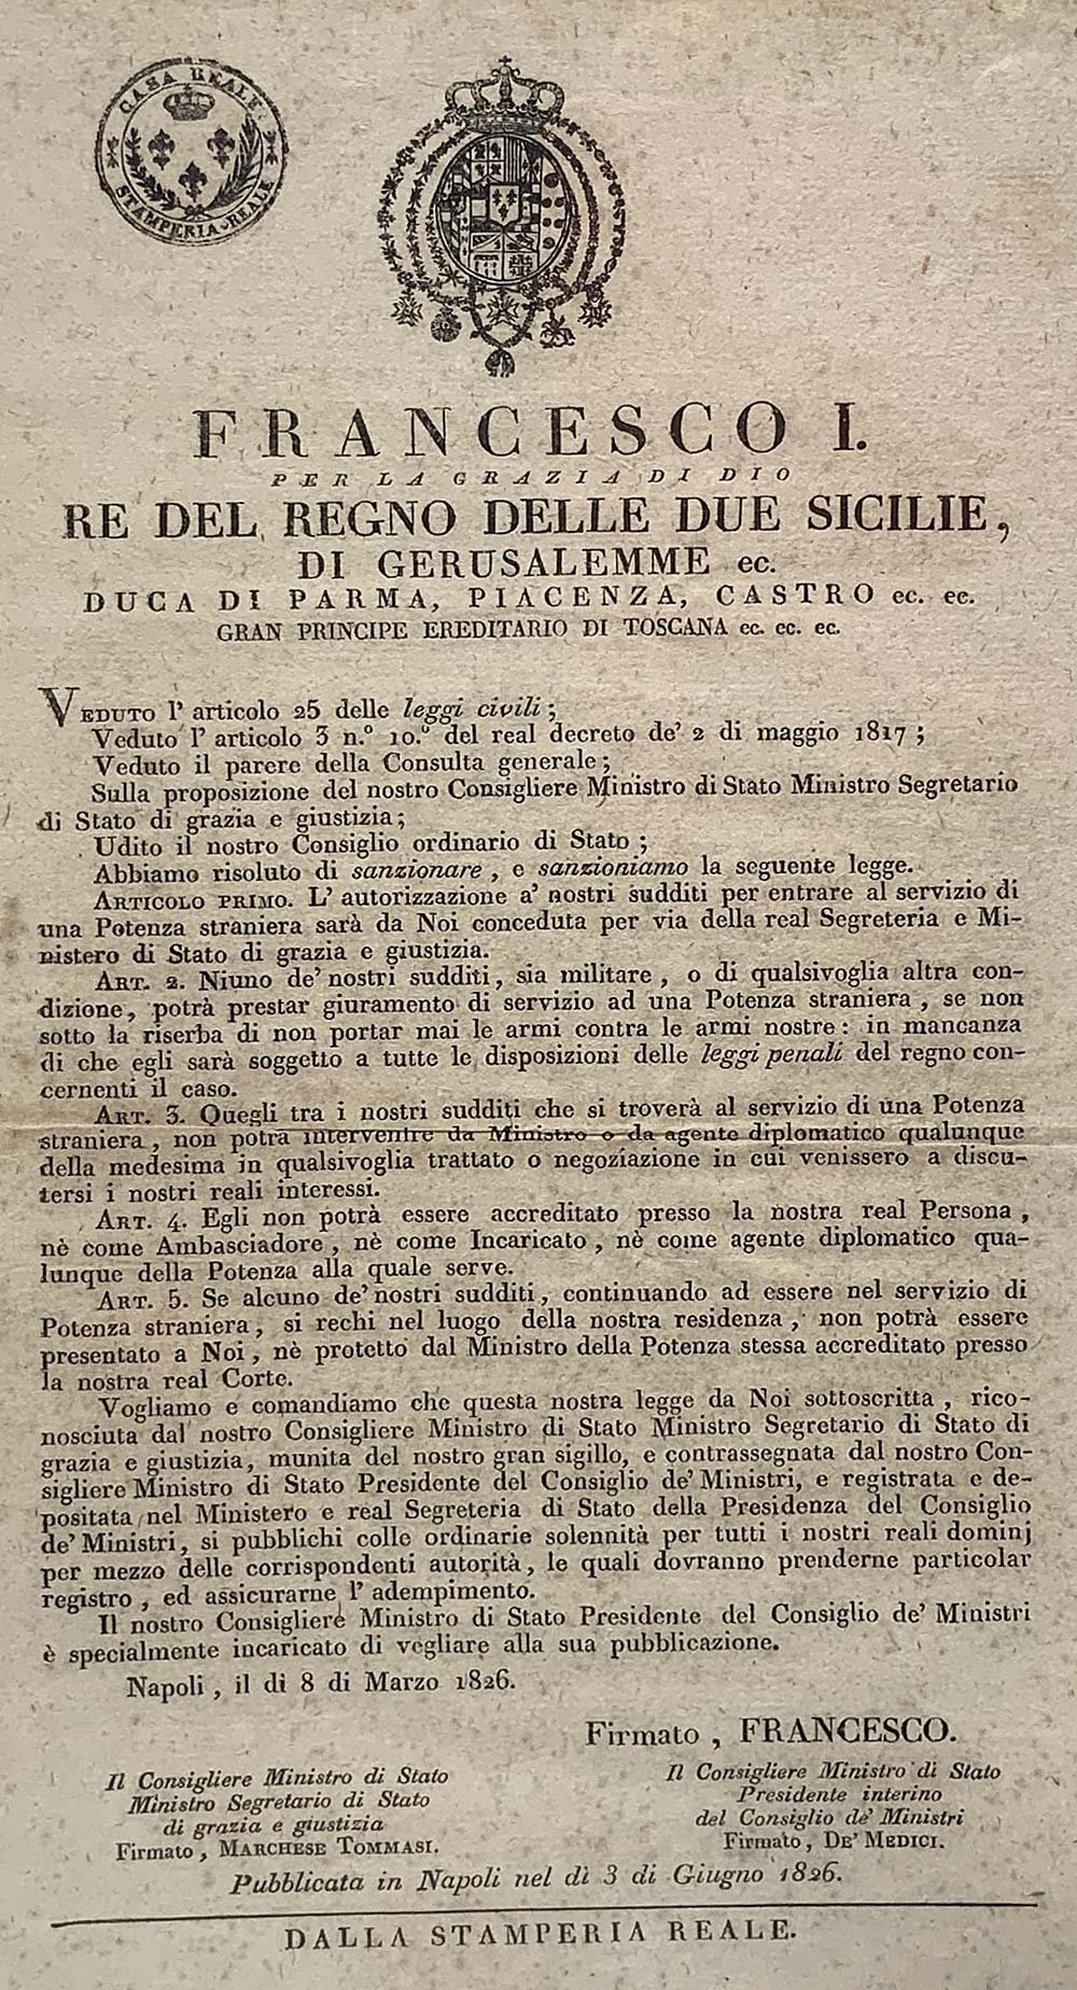 CASA REALE
STAMPERIA REALE
FRANCESCO I.
PER LA GRAZIA DI DIO
RE DEL REGNO DELLE DUE SICILIE,
DI GERUSALEMME ec.
DUCA DI PARMA, PIACENZA, CASTRO ec. ec.
GRAN PRINCIPE EREDITARIO DI TOSCANA ec. ec. ec.
VEDUTO l' articolo 25 delle leggi civili ;
Veduto l' articolo 3 n.º 10.º del real decreto de' 2 di maggio 1817 ;
Veduto il parere della Consulta generale ;
Sulla proposizione del nostro Consigliere Ministro di Stato Ministro Segretario
di Stato di grazia e giustizia ;
Udito il nostro Consiglio ordinario di Stato ;
Abbiamo risoluto di sanzionare , e sanzioniamo la seguente legge.
ARTICOLO PRIMO. L' autorizzazione a' nostri sudditi per entrare al servizio di
una Potenza straniera sarà da Noi conceduta per via della real Segreteria e Mi-
nistero di Stato di grazia e giustizia.
ART. 2. Niuno de' nostri sudditi , sia militare , o di qualsivoglia altra con-
dizione, potrà prestar giuramento di servizio ad una Potenza straniera , se non
sotto la riserba di non portar mai le armi contra le armi nostre : in mancanza
di che egli sarà soggetto a tutte le disposizioni delle leggi penali del regno con-
cernenti il caso.
ART. 3. Quegli tra i nostri sudditi che si troverà al servizio di una Potenza
straniera , non potrà intervenire da Ministro o da agente diplomatico qualunque
della medesima in qualsivoglia trattato o negoziazione in cui venissero a discu-
tersi i nostri reali interessi.
ART. 4. Egli non potrà essere accreditato presso la nostra real Persona ,
nè come Ambasciadore , nè come Incaricato , nè come agente diplomatico qua-
lunque della Potenza alla quale serve.
ART. 5. Se alcuno de' nostri sudditi , continuando ad essere nel servizio di
Potenza straniera , si rechi nel luogo della nostra residenza , non potrà essere
presentato a Noi , nè protetto dal Ministro della Potenza stessa accreditato presso
la nostra real Corte.
Vogliamo e comandiamo che questa nostra legge da Noi sottoscritta , rico-
nosciuta dal nostro Consigliere Ministro di Stato Ministro Segretario di Stato di
grazia e giustizia, munita del nostro gran sigillo, e contrassegnata dal nostro Con-
sigliere Ministro di Stato Presidente del Consiglio de' Ministri, e registrata e de-
positata nel Ministero e real Segreteria di Stato della Presidenza del Consiglio
de' Ministri, si pubblichi colle ordinarie solennità per tutti i nostri reali dominj
per mezzo delle corrispondenti autorità , le quali dovranno prenderne particolar
registro , ed assicurarne l' adempimento.
Il nostro Consigliere Ministro di Stato Presidente del Consiglio de' Ministri
è specialmente incaricato di vegliare alla sua pubblicazione.
Napoli , il dì 8 di Marzo 1826.
Firmato , FRANCESCO.
Il Consigliere Ministro di Stato
Ministro Segretario di Stato
di grazia e giustizia
Firmato , MARCHESE TOMMASI.
Il Consigliere Ministro di Stato
Presidente interino
del Consiglio de' Ministri
Firmato , DE' MEDICI.
Pubblicata in Napoli nel dì 3 di Giugno 1826.
DALLA STAMPERIA REALE.